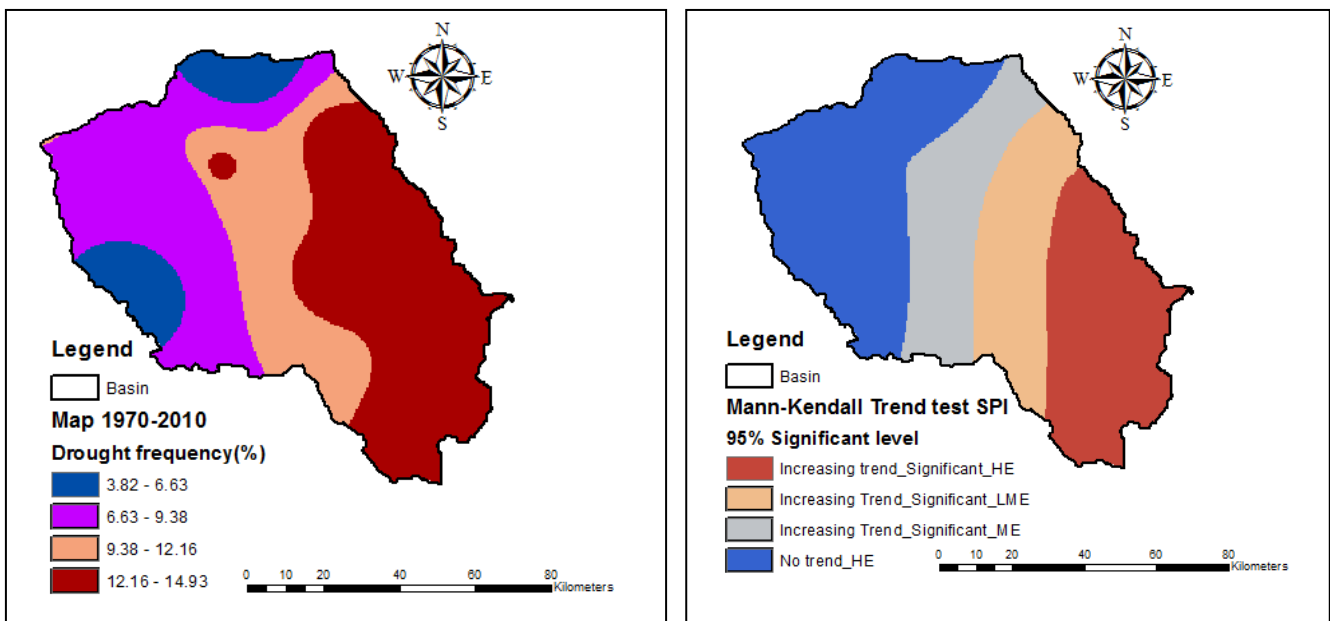 N
W E
S
Legend
Basin
Map 1970-2010
Drought frequency(%)
3.82 - 6.63
6.63 - 9.38
9.38 - 12.16
12.16 - 14.93
0 10 20 40 60 80
Kilometers
N
W E
S
Legend
Basin
Mann-Kendall Trend test SPI
95% Significant level
Increasing trend_Significant_HE
Increasing Trend_Significant_LME
Increasing Trend_Significant_ME
No trend_HE
0 10 20 40 60 80
Kilometers